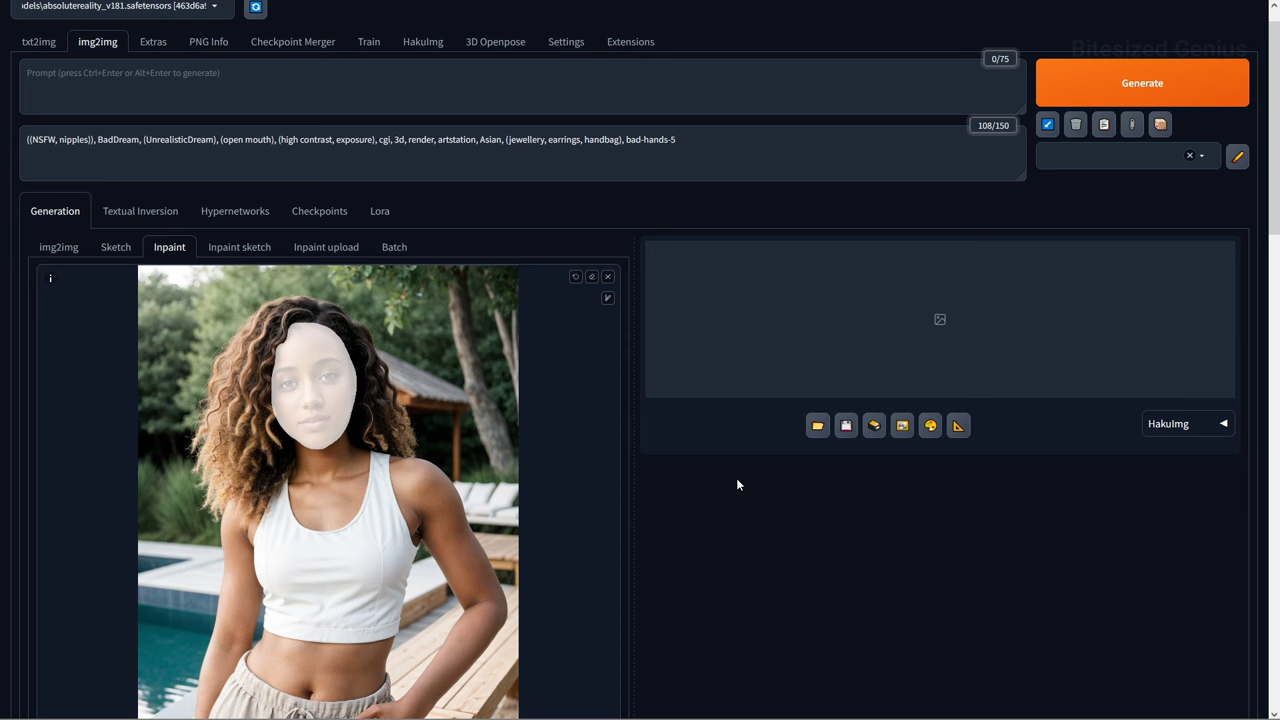 dels\absolutereality_v181.safetensors [463d6a!
txt2img img2img Extras PNG Info Checkpoint Merger Train HakuImg 3D Openpose Settings Extensions
Bitesized Genius
0/75
Prompt (press Ctrl+Enter or Alt+Enter to generate)
Generate
108/150
((NSFW, nipples)), BadDream, (UnrealisticDream), (open mouth), (high contrast, exposure), cgi, 3d, render, artstation, Asian, (jewellery, earrings, handbag), bad-hands-5
Generation Textual Inversion Hypernetworks Checkpoints Lora
img2img Sketch Inpaint Inpaint sketch Inpaint upload Batch
HakuImg